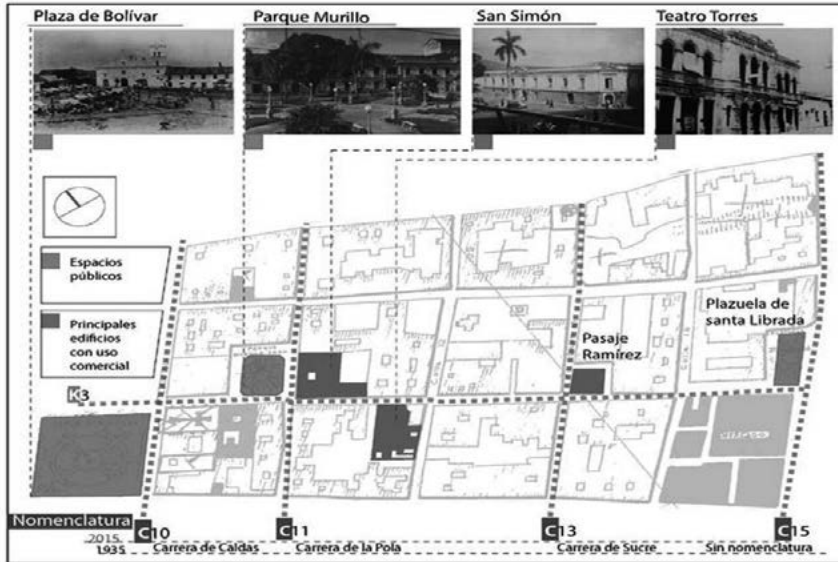 Plaza de Bolívar
Parque Murillo
San Simón
Teatro Torres
Espacios
públicos
Principales
edificios
con uso
comercial
Plazuela de
santa Librada
Pasaje
Ramírez
K3
Nomenclatura
C10
C11
C13
C15
2015
1935
Carrera de Caldas
Carrera de la Pola
Carrera de Sucre
Sin nomenclatura